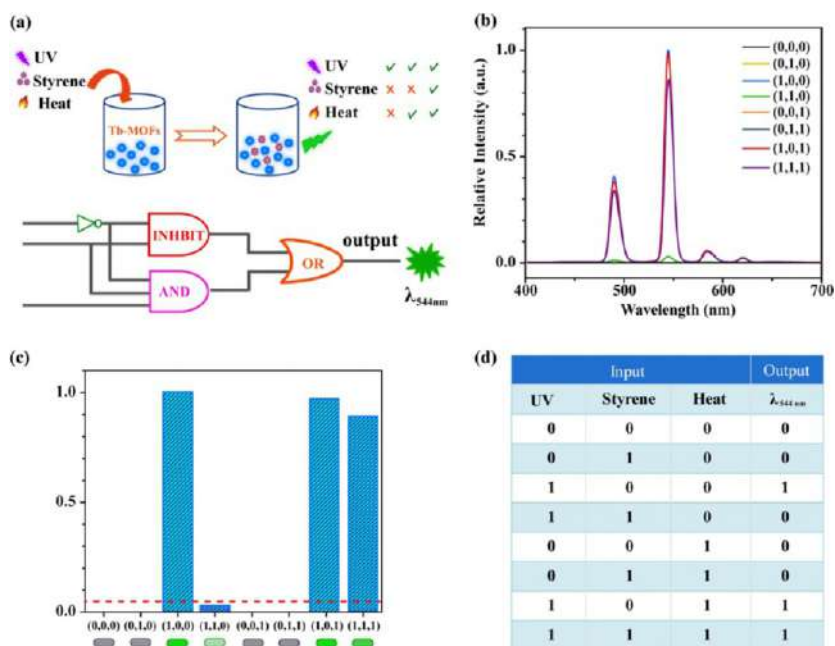 (a)
UV
Styrene
Heat
Tb-MOFs
UV ✓ ✓ ✓
Styrene × × ✓
Heat × ✓ ✓
INHBIT
AND
OR
output
λ-544nm
(b)
Relative Intensity (a.u.)
1.0
0.5
0.0
400 500 600 700
Wavelength (nm)
(0,0,0)
(0,1,0)
(1,0,0)
(1,1,0)
(0,0,1)
(0,1,1)
(1,0,1)
(1,1,1)
(c)
1.0
0.5
0.0
(0,0,0) (0,1,0) (1,0,0) (1,1,0) (0,0,1) (0,1,1) (1,0,1) (1,1,1)
(d)
Input Output
UV Styrene Heat λ-544 nm
0 0 0 0
0 1 0 0
1 0 0 1
1 1 0 0
0 0 1 0
0 1 1 0
1 0 1 1
1 1 1 1